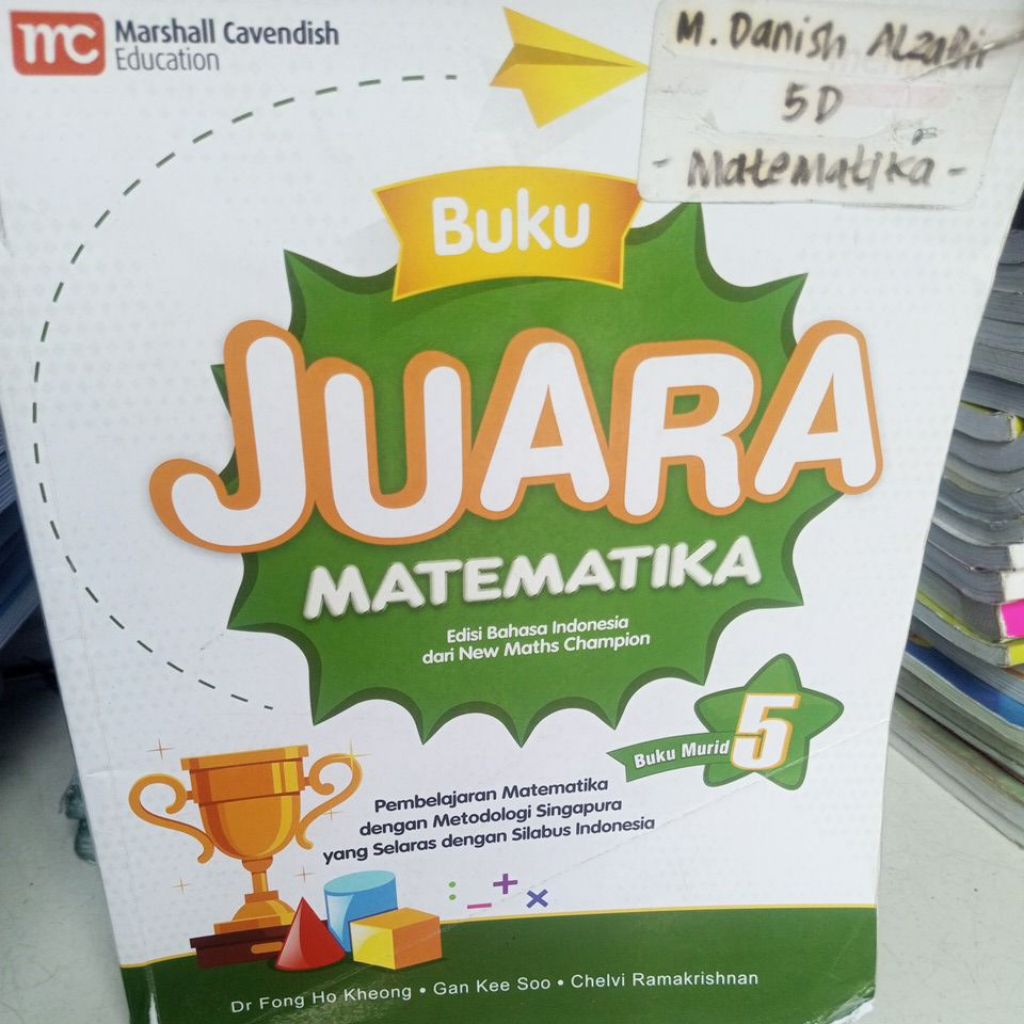 mc Marshall Cavendish
Education
M. Danish Alzabir
5D
- Matematika -
Buku
JUARA
MATEMATIKA
Edisi Bahasa Indonesia
dari New Maths Champion
Buku Murid 5
Pembelajaran Matematika
dengan Metodologi Singapura
yang Selaras dengan Silabus Indonesia
Dr Fong Ho Kheong • Gan Kee Soo • Chelvi Ramakrishnan